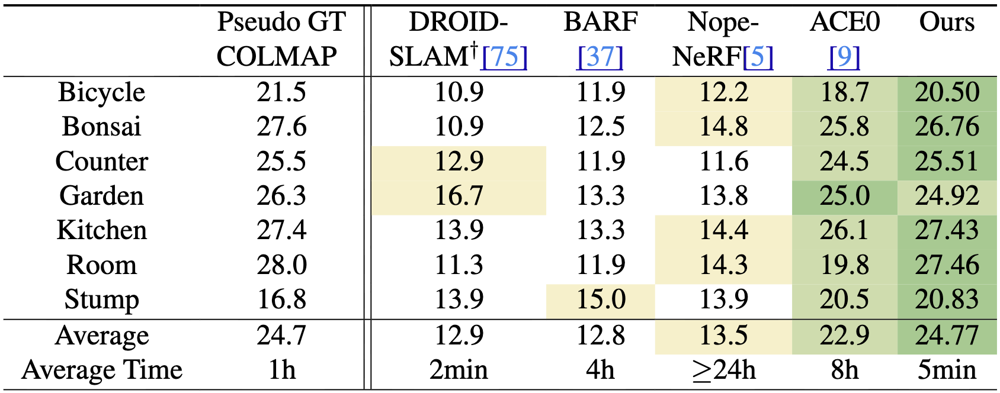 Pseudo GT DROID- BARF Nope- ACE0 Ours
COLMAP SLAM†[75] [37] NeRF[5] [9]
Bicycle 21.5 10.9 11.9 12.2 18.7 20.50
Bonsai 27.6 10.9 12.5 14.8 25.8 26.76
Counter 25.5 12.9 11.9 11.6 24.5 25.51
Garden 26.3 16.7 13.3 13.8 25.0 24.92
Kitchen 27.4 13.9 13.3 14.4 26.1 27.43
Room 28.0 11.3 11.9 14.3 19.8 27.46
Stump 16.8 13.9 15.0 13.9 20.5 20.83
Average 24.7 12.9 12.8 13.5 22.9 24.77
Average Time 1h 2min 4h ≥24h 8h 5min